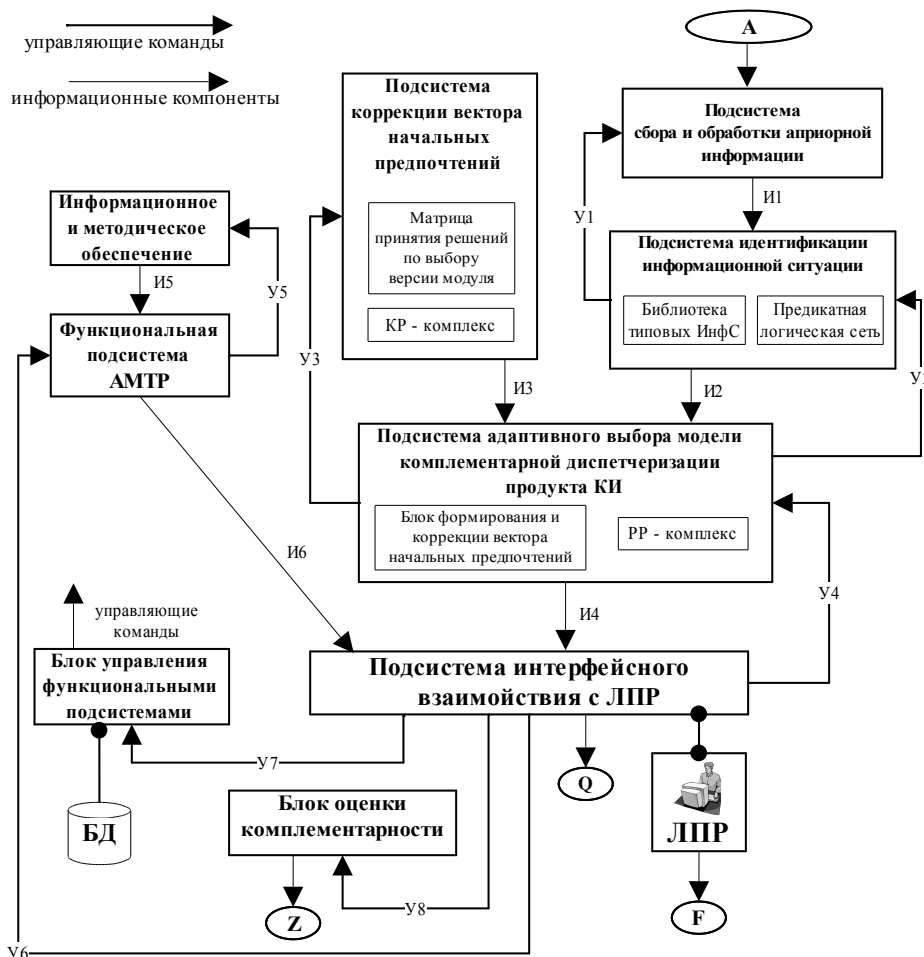 управляющие команды
информационные компоненты
A
Подсистема
сбора и обработки априорной
информации
Подсистема
коррекции вектора
начальных
предпочтений
Матрица
принятия решений
по выбору
версии модуля
КР - комплекс
У1
И1
Информационное
и методическое
обеспечение
Подсистема идентификации
информационной ситуации
Библиотека
типовых ИнфС
Предикатная
логическая сеть
И5
У5
Функциональная
подсистема
АМТР
У3
И3
И2
Подсистема адаптивного выбора модели
комплементарной диспетчеризации
продукта КИ
Блок формирования и
коррекции вектора
начальных предпочтений
РР - комплекс
И6
У4
И4
управляющие
команды
Блок управления
функциональными
подсистемами
Подсистема интерфейсного
взаимойствия с ЛПР
У7
Q
БД
Блок оценки
комплементарности
ЛПР
У8
Z
F
У6